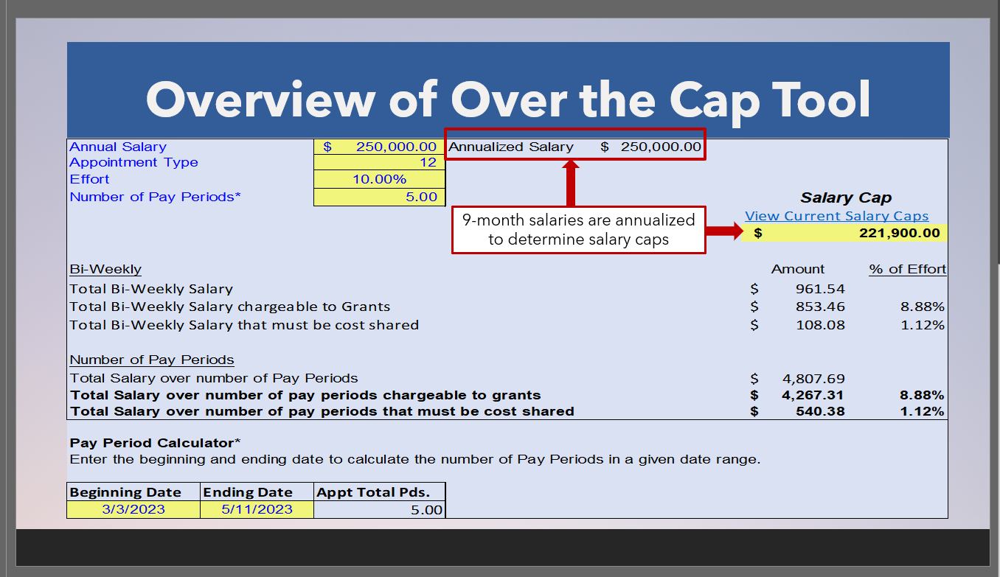 Overview of Over the Cap Tool
Annual Salary $ 250,000.00 Annualized Salary $ 250,000.00
Appointment Type 12
Effort 10.00%
Number of Pay Periods* 5.00
Salary Cap
View Current Salary Caps
$ 221,900.00
9-month salaries are annualized
to determine salary caps
Bi-Weekly Amount % of Effort
Total Bi-Weekly Salary $ 961.54
Total Bi-Weekly Salary chargeable to Grants $ 853.46 8.88%
Total Bi-Weekly Salary that must be cost shared $ 108.08 1.12%
Number of Pay Periods
Total Salary over number of Pay Periods $ 4,807.69
Total Salary over number of pay periods chargeable to grants $ 4,267.31 8.88%
Total Salary over number of pay periods that must be cost shared $ 540.38 1.12%
Pay Period Calculator*
Enter the beginning and ending date to calculate the number of Pay Periods in a given date range.
Beginning Date Ending Date Appt Total Pds.
3/3/2023 5/11/2023 5.00